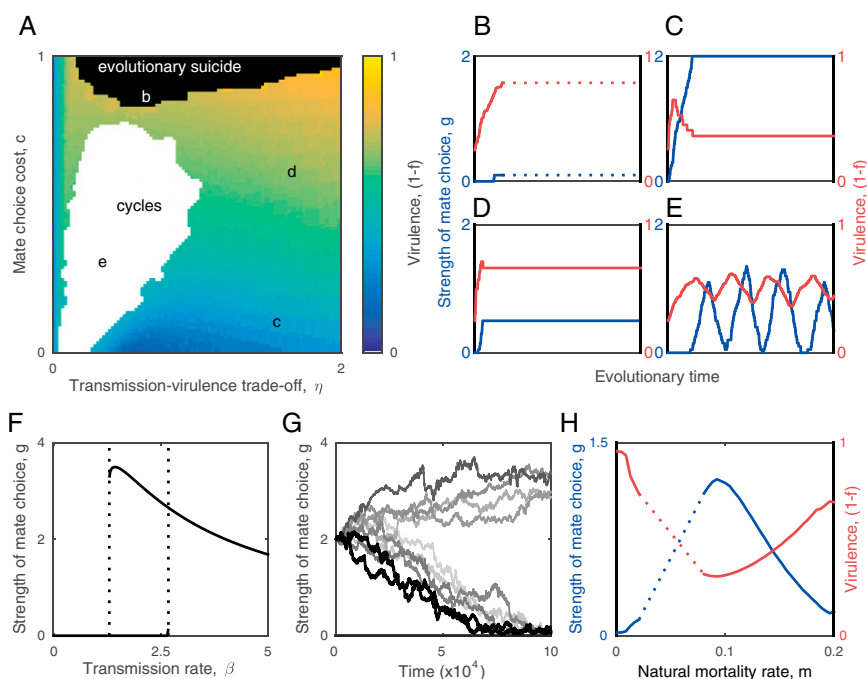 A
1
evolutionary suicide
b
d
cycles
e
c
0
0
2
Mate choice cost, c
Transmission-virulence trade-off, η
1
0
Virulence, (1-f)
B
2
0
1
0
C
2
0
1
0
D
2
0
1
0
E
2
0
1
0
Strength of mate choice, g
Virulence, (1-f)
Evolutionary time
F
4
2
0
0
2.5
5
Strength of mate choice, g
Transmission rate, β
G
4
2
0
0
5
10
Strength of mate choice, g
Time (x10⁴)
H
1.5
0
1
0
0
0.1
0.2
Strength of mate choice, g
Virulence, (1-f)
Natural mortality rate, m